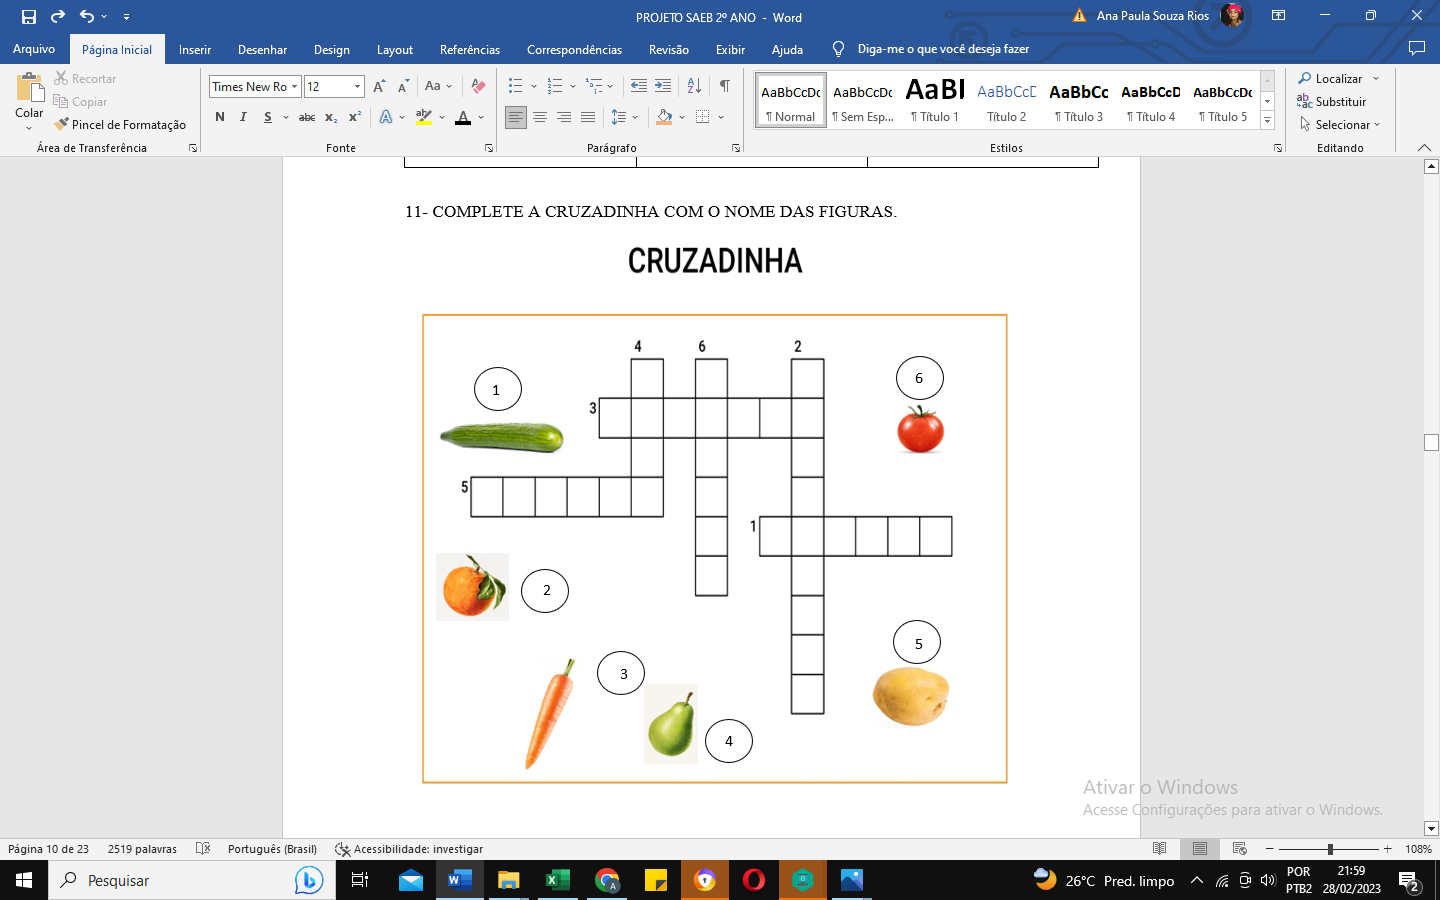 PROJETO SAEB 2º ANO - Word
Ana Paula Souza Rios
Arquivo Página Inicial Inserir Desenhar Design Layout Referências Correspondências Revisão Exibir Ajuda Diga-me o que você deseja fazer
Colar
Recortar
Copiar
Pincel de Formatação
Área de Transferência
Times New Ro 12
N I S abc x₂ x²
Fonte
Parágrafo
AaBbCcDc AaBbCcDc AaBl AaBbCcD AaBbCc AaBbCcD AaBbCcDc
¶ Normal ¶ Sem Esp... ¶ Título 1 Título 2 ¶ Título 3 ¶ Título 4 ¶ Título 5
Estilos
Localizar
Substituir
Selecionar
Editando
11- COMPLETE A CRUZADINHA COM O NOME DAS FIGURAS.
CRUZADINHA
4 6 2
1
6
3
5
1
2
5
3
4
Ativar o Windows
Acesse Configurações para ativar o Windows.
Página 10 de 23 2519 palavras Português (Brasil) Acessibilidade: investigar 108%
Pesquisar
26°C Pred. limpo
POR
PTB2
21:59
28/02/2023
2